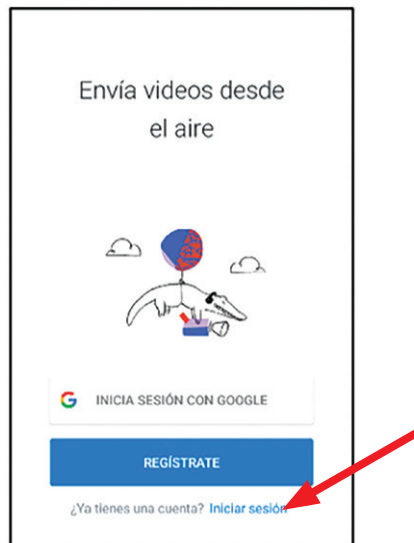 Envía videos desde
el aire
INICIA SESIÓN CON GOOGLE
REGÍSTRATE
¿Ya tienes una cuenta? Iniciar sesión